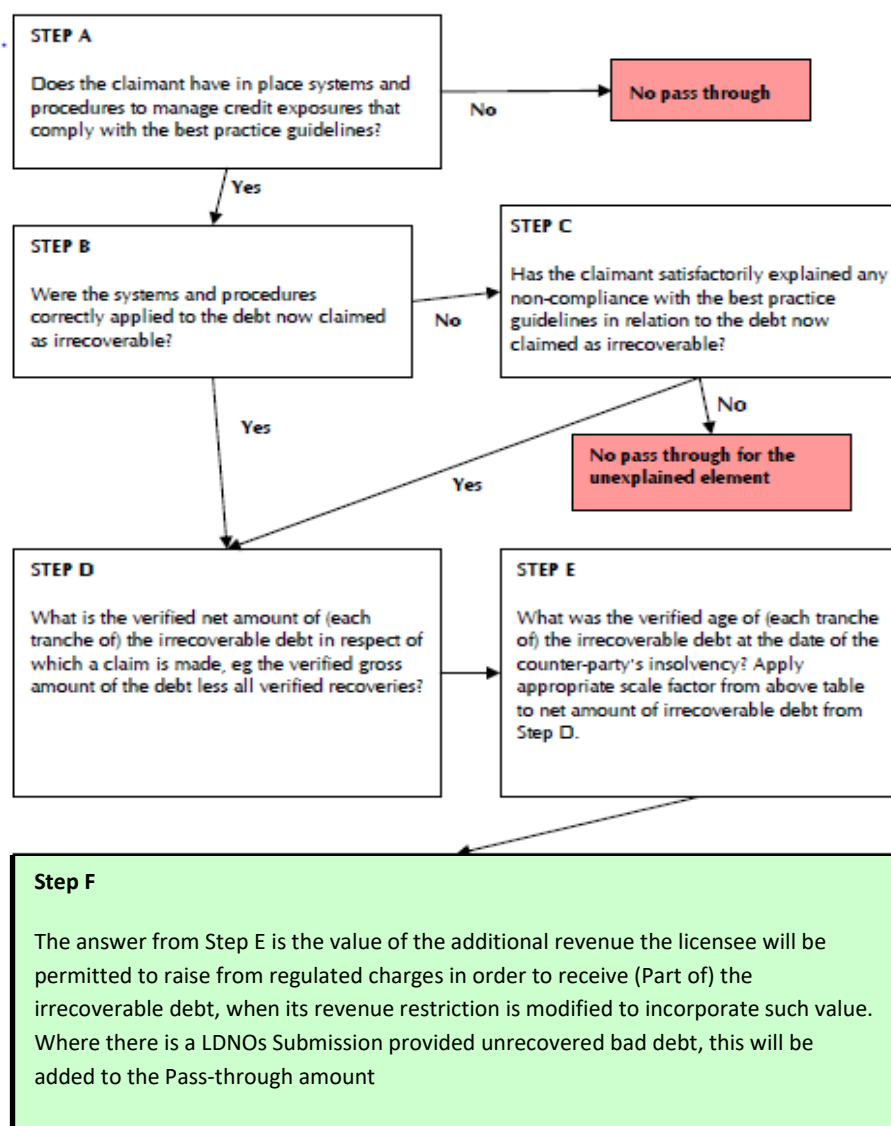 STEP A
Does the claimant have in place systems and
procedures to manage credit exposures that
comply with the best practice guidelines?
No
No pass through
Yes
STEP B
Were the systems and procedures
correctly applied to the debt now claimed
as irrecoverable?
No
STEP C
Has the claimant satisfactorily explained any
non-compliance with the best practice
guidelines in relation to the debt now
claimed as irrecoverable?
Yes
No
No pass through for the
unexplained element
Yes
STEP D
What is the verified net amount of (each
tranche of) the irrecoverable debt in respect of
which a claim is made, eg the verified gross
amount of the debt less all verified recoveries?
STEP E
What was the verified age of (each tranche
of) the irrecoverable debt at the date of the
counter-party's insolvency? Apply
appropriate scale factor from above table
to net amount of irrecoverable debt from
Step D.
Step F
The answer from Step E is the value of the additional revenue the licensee will be
permitted to raise from regulated charges in order to receive (Part of) the
irrecoverable debt, when its revenue restriction is modified to incorporate such value.
Where there is a LDNOs Submission provided unrecovered bad debt, this will be
added to the Pass-through amount